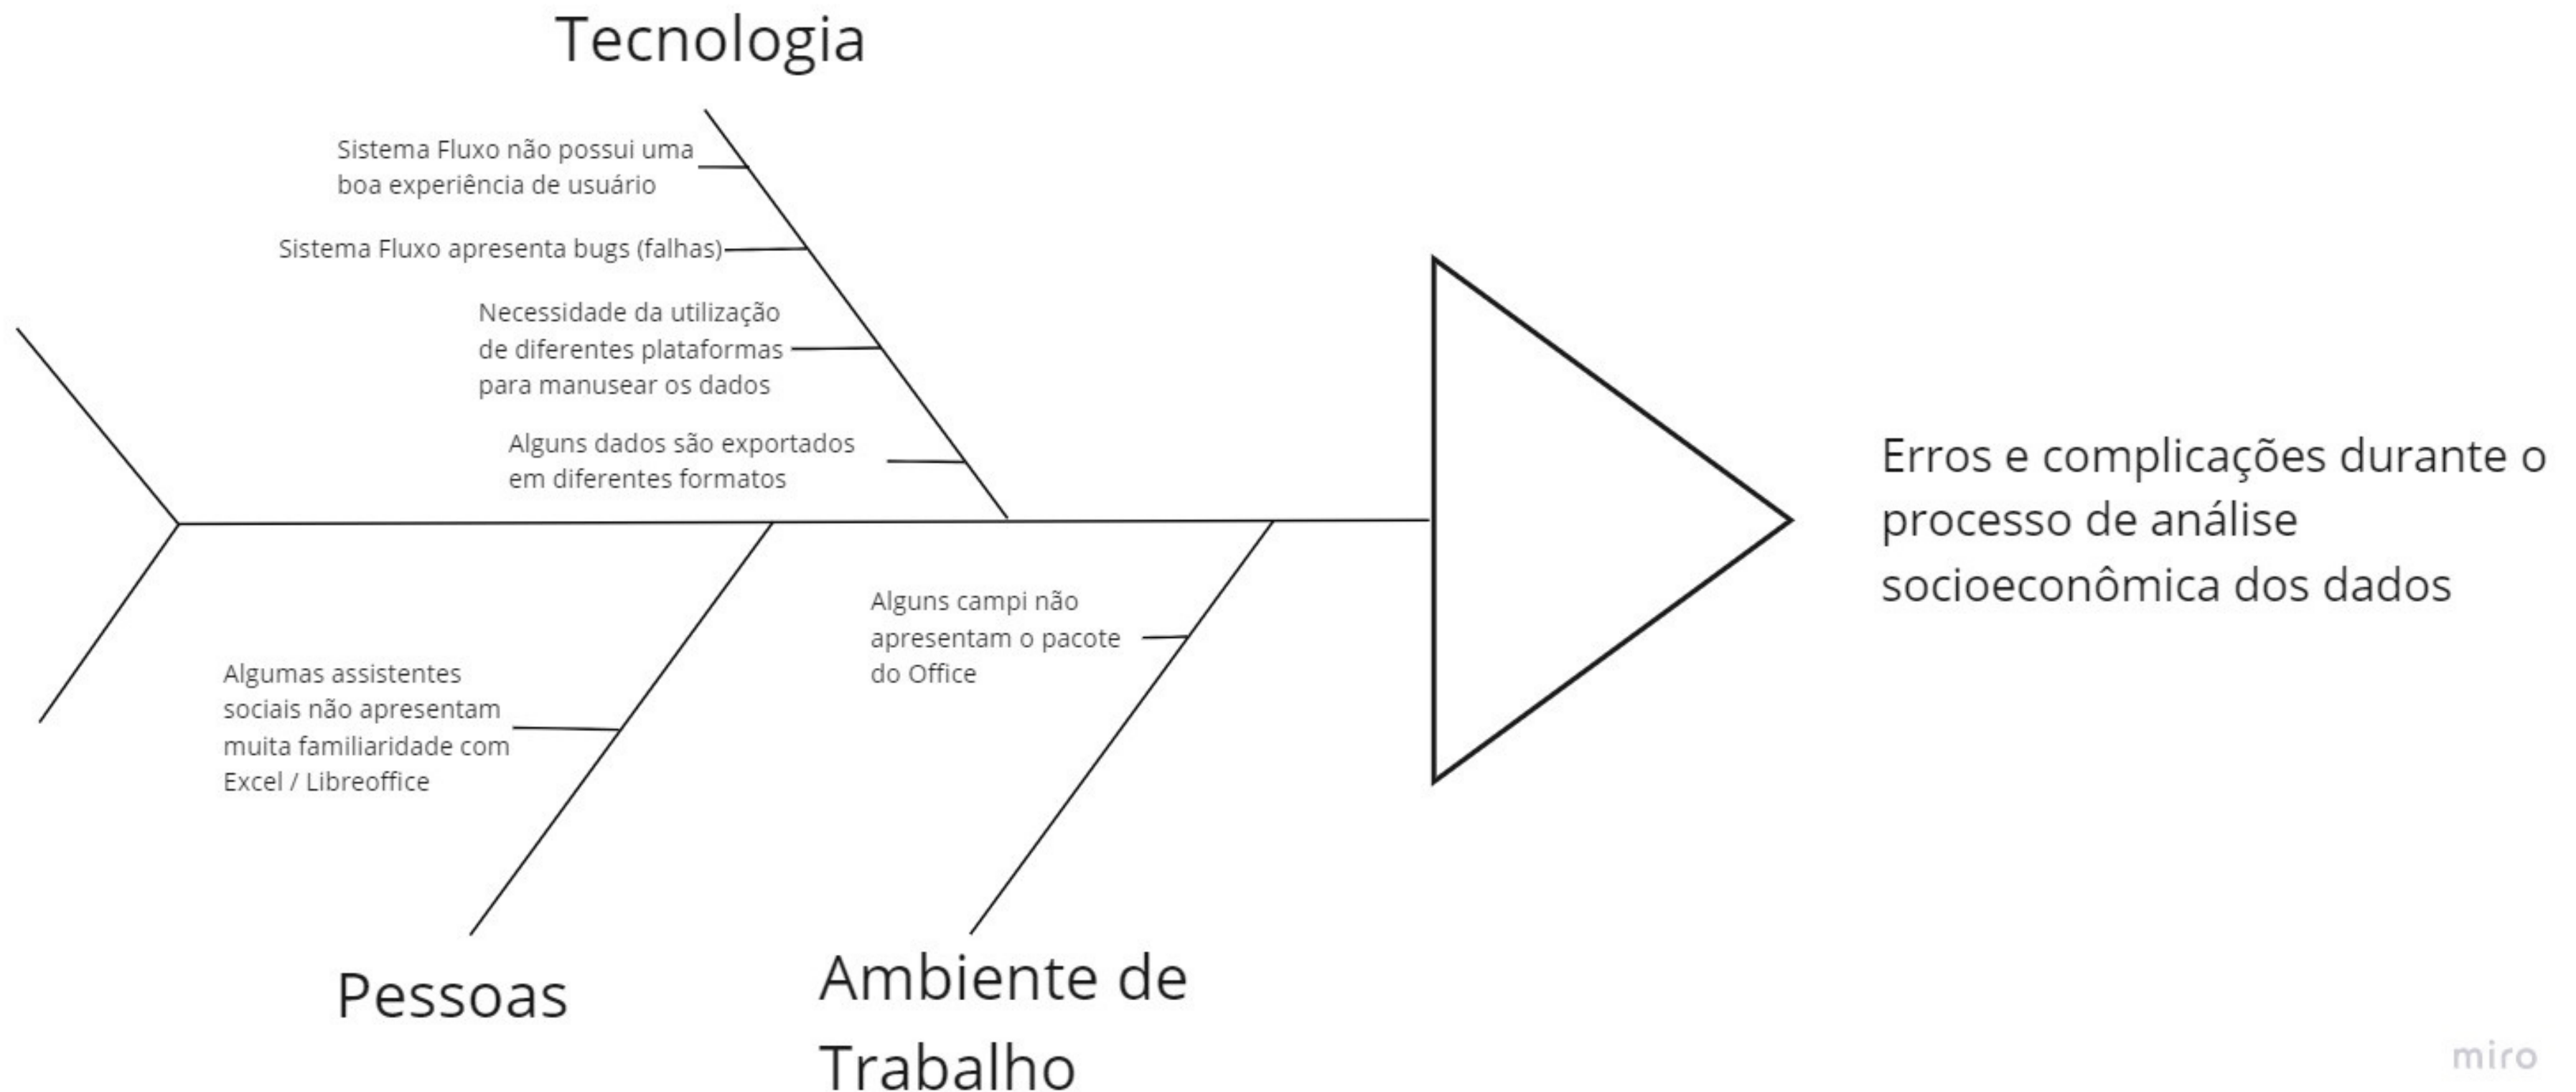 Tecnologia
Sistema Fluxo não possui uma
boa experiência de usuário
Sistema Fluxo apresenta bugs (falhas)
Necessidade da utilização
de diferentes plataformas
para manusear os dados
Alguns dados são exportados
em diferentes formatos
Erros e complicações durante o
processo de análise
socioeconômica dos dados
Algumas assistentes
sociais não apresentam
muita familiaridade com
Excel / Libreoffice
Alguns campi não
apresentam o pacote
do Office
Pessoas
Ambiente de
Trabalho
miro